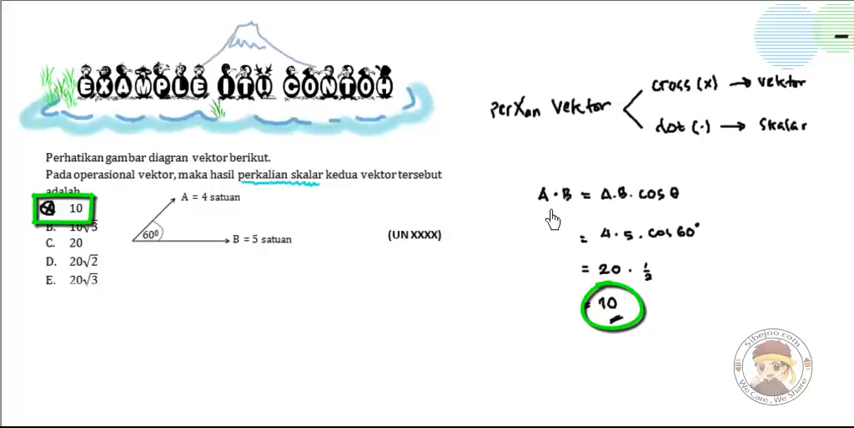 EXAMPLE ITU CONTOH
Perhatikan gambar diagran vektor berikut.
Pada operasional vektor, maka hasil perkalian skalar kedua vektor tersebut
adalah
A. 10
B. 10√3
C. 20
D. 20√2
E. 20√3
A = 4 satuan
60⁰
B = 5 satuan
(UN XXXX)
perXan Vektor
cross (x) → vektor
dot (·) → skalar
A · B = A.B. cos θ
= 4 . 5 . cos 60°
= 20 . 1/2
= 10
Sibejoo.com
We Care, We Share